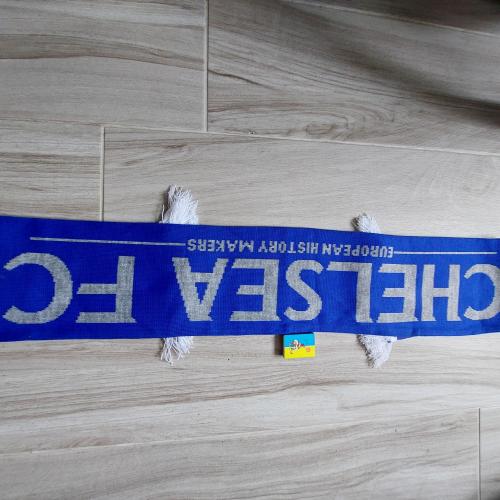 CHELSEA FC
EUROPEAN HISTORY MAKERS